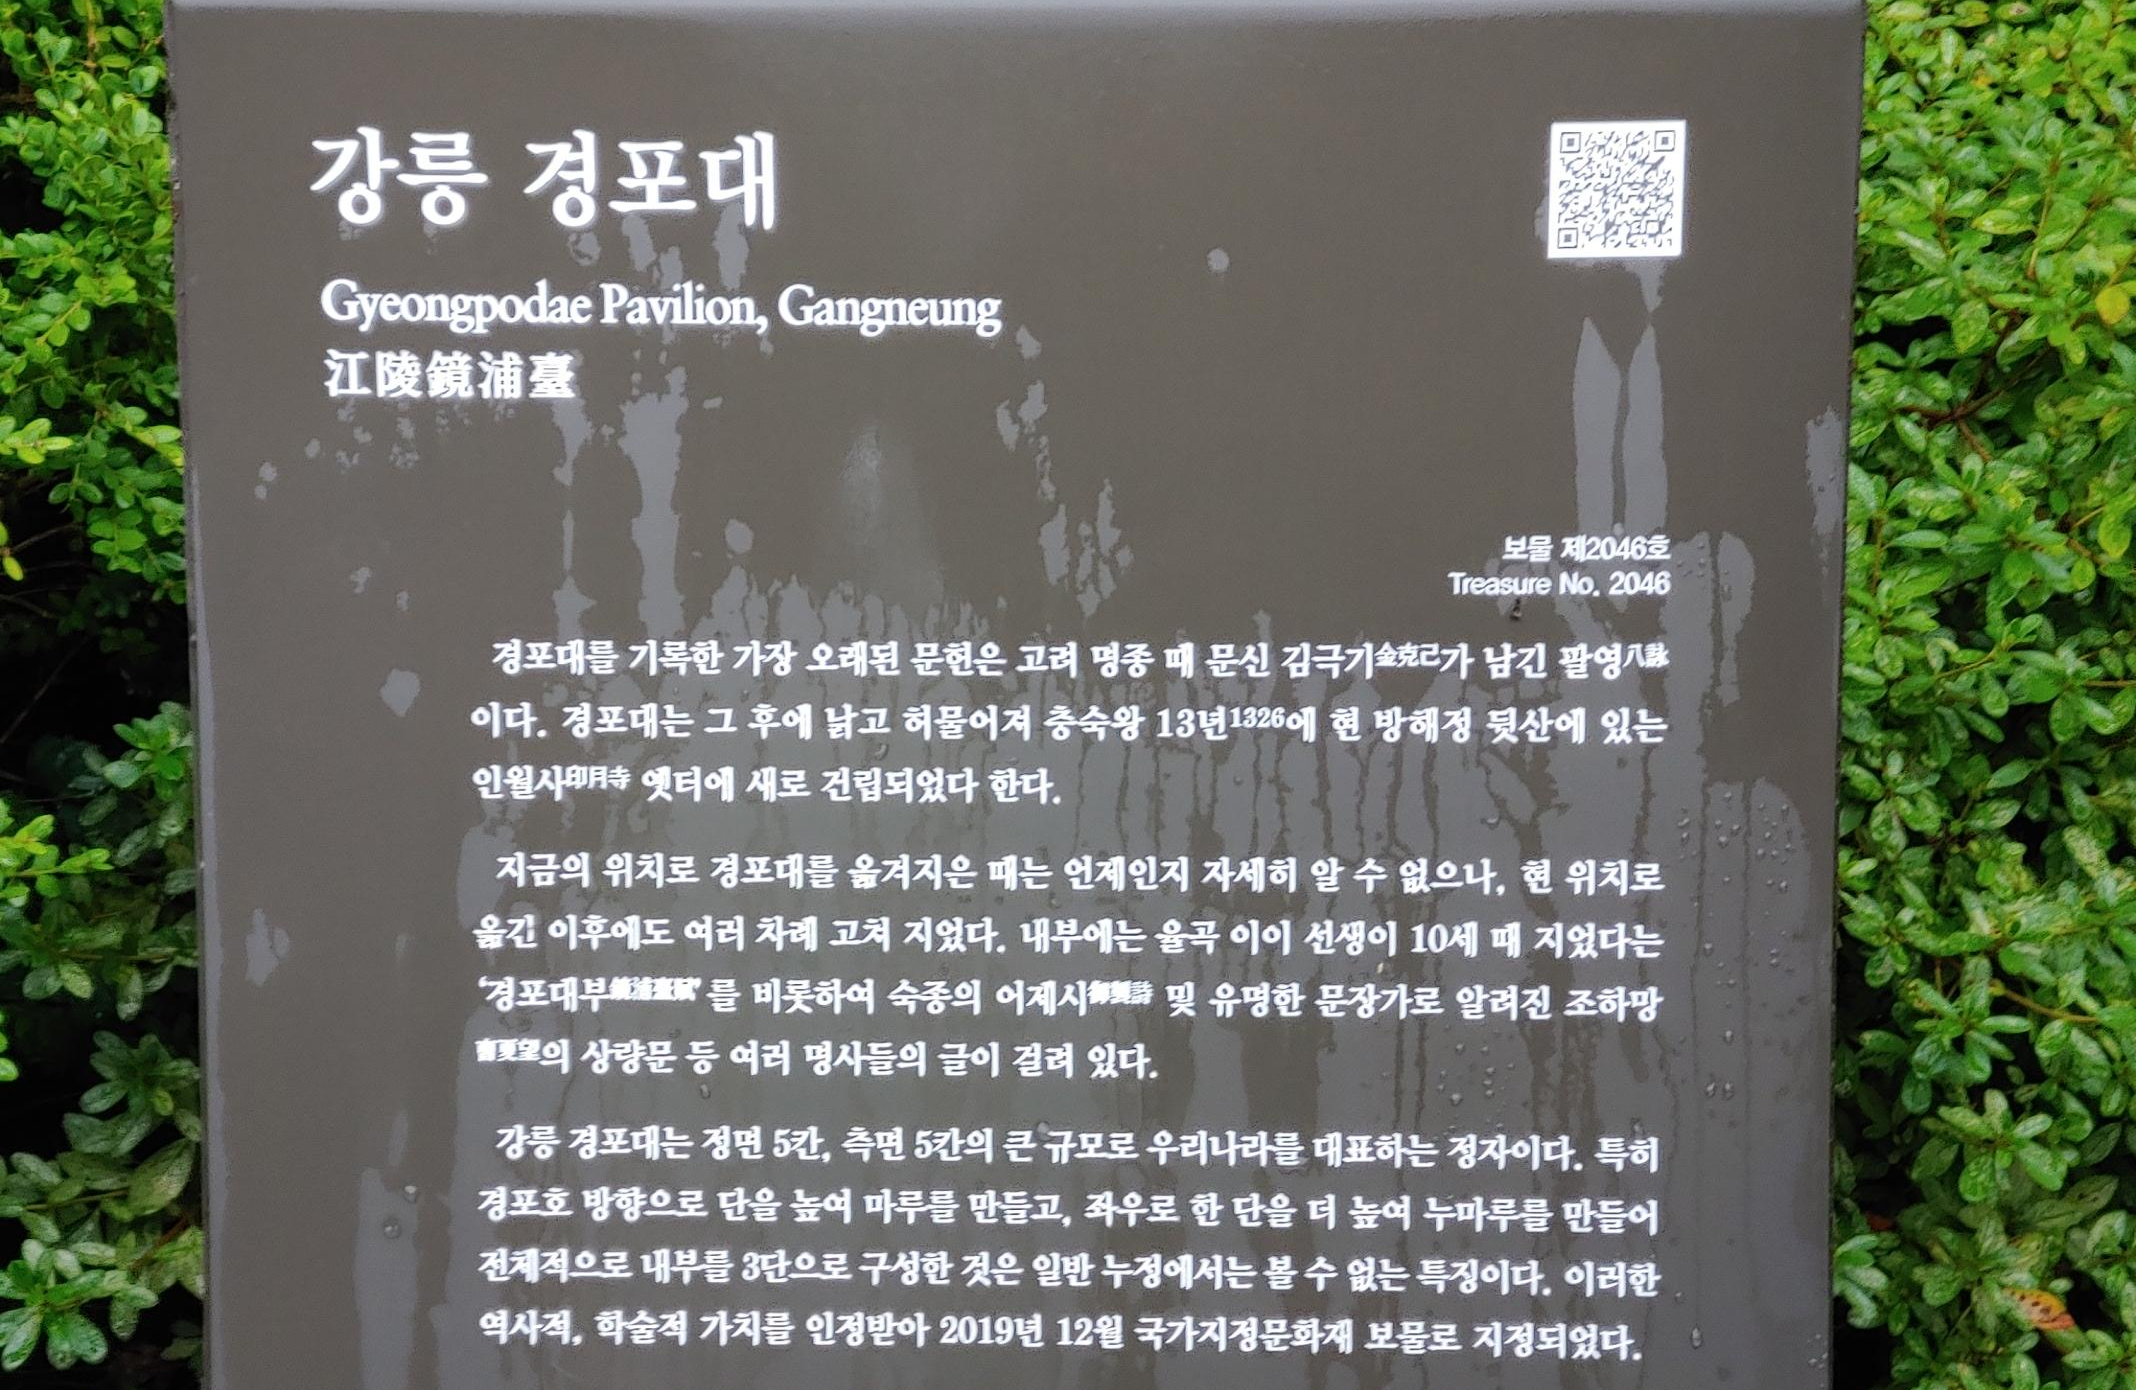 강릉 경포대
Gyeongpodae Pavilion, Gangneung
江陵鏡浦臺
보물 제2046호
Treasure No. 2046
경포대를 기록한 가장 오래된 문헌은 고려 명종 때 문신 김극기金克己가 남긴 팔영八詠
이다. 경포대는 그 후에 낡고 허물어져 충숙왕 13년1326에 현 방해정 뒷산에 있는
인월사印月寺 옛터에 새로 건립되었다 한다.
지금의 위치로 경포대를 옮겨지은 때는 언제인지 자세히 알 수 없으나, 현 위치로
옮긴 이후에도 여러 차례 고쳐 지었다. 내부에는 율곡 이이 선생이 10세 때 지었다는
‘경포대부鏡浦臺賦’를 비롯하여 숙종의 어제시御製詩 및 유명한 문장가로 알려진 조하망
曺夏望의 상량문 등 여러 명사들의 글이 걸려 있다.
강릉 경포대는 정면 5칸, 측면 5칸의 큰 규모로 우리나라를 대표하는 정자이다. 특히
경포호 방향으로 단을 높여 마루를 만들고, 좌우로 한 단을 더 높여 누마루를 만들어
전체적으로 내부를 3단으로 구성한 것은 일반 누정에서는 볼 수 없는 특징이다. 이러한
역사적, 학술적 가치를 인정받아 2019년 12월 국가지정문화재 보물로 지정되었다.